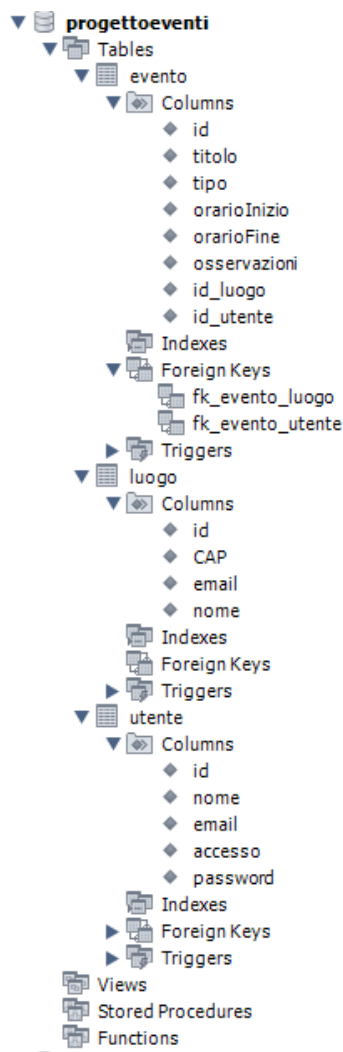 progettoeventi
Tables
evento
Columns
id
titolo
tipo
orarioInizio
orarioFine
osservazioni
id_luogo
id_utente
Indexes
Foreign Keys
fk_evento_luogo
fk_evento_utente
Triggers
luogo
Columns
id
CAP
email
nome
Indexes
Foreign Keys
Triggers
utente
Columns
id
nome
email
accesso
password
Indexes
Foreign Keys
Triggers
Views
Stored Procedures
Functions